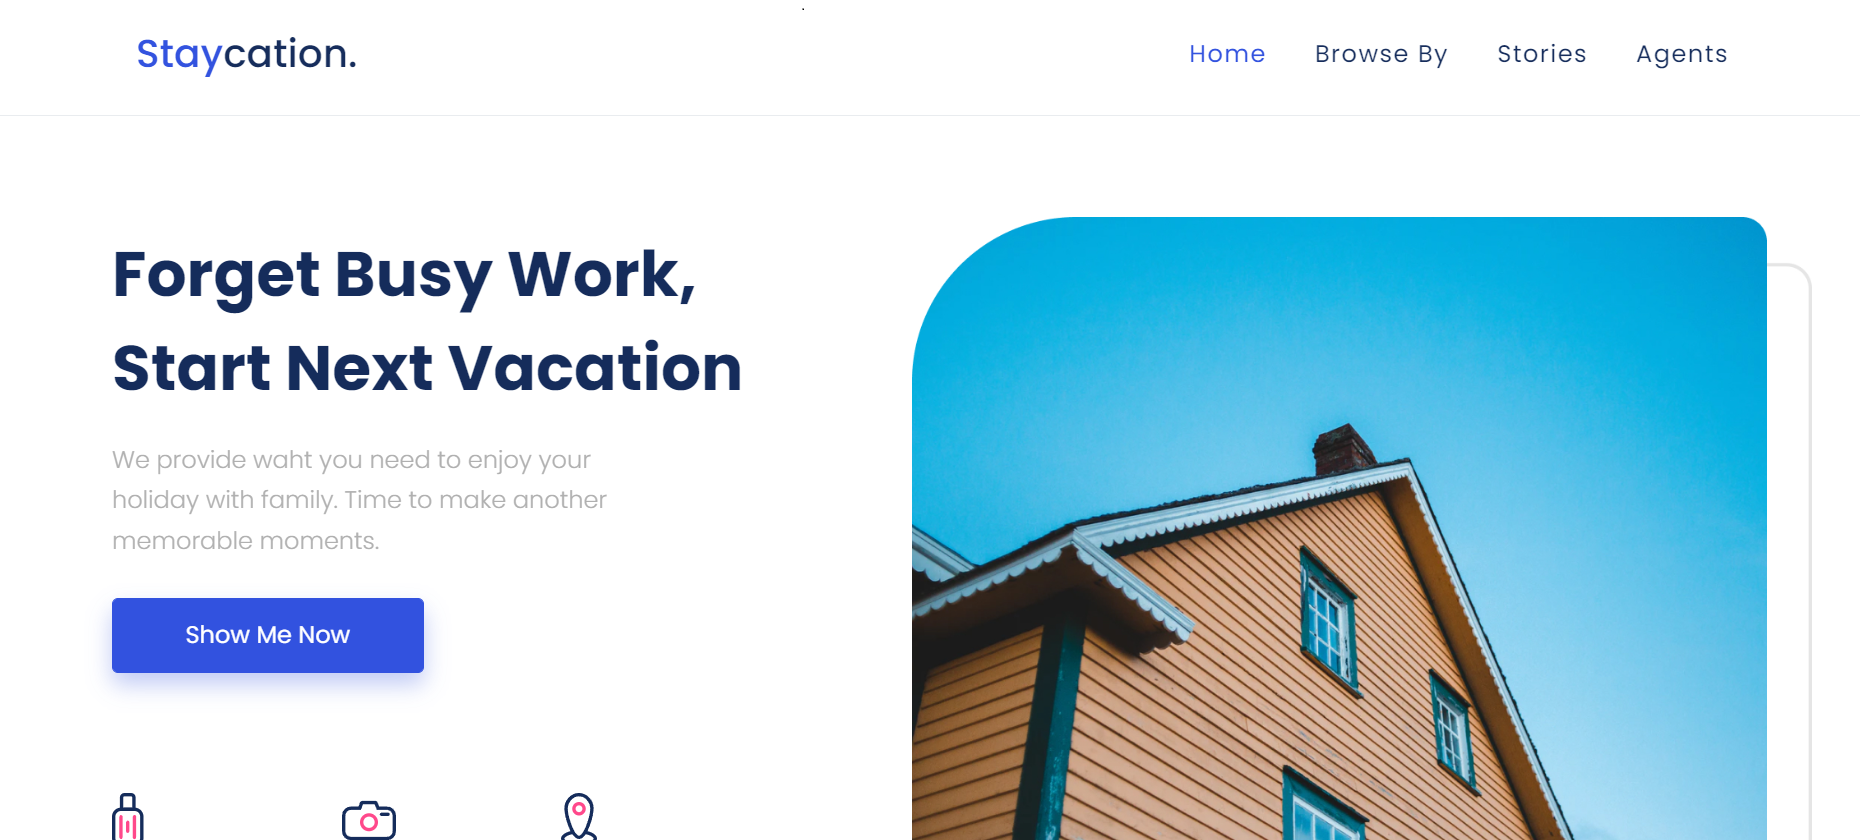 Staycation.
Home Browse By Stories Agents
Forget Busy Work,
Start Next Vacation
We provide waht you need to enjoy your
holiday with family. Time to make another
memorable moments.
Show Me Now